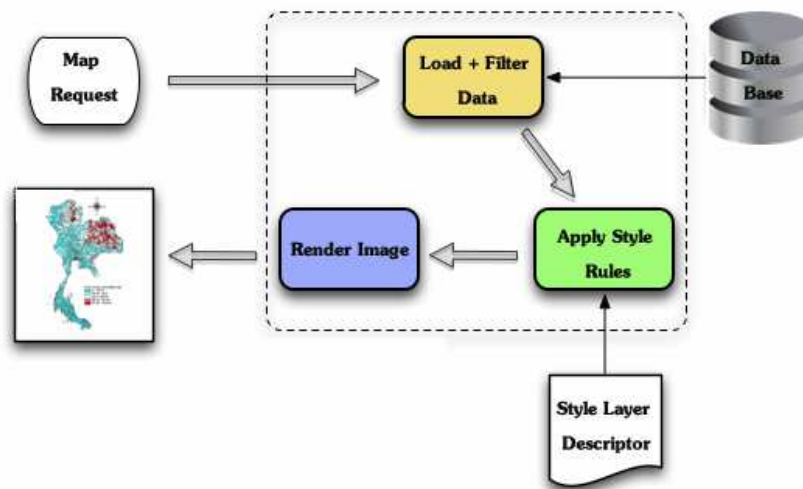 Map
Request
Load + Filter
Data
Data
Base
Render Image
Apply Style
Rules
Style Layer
Descriptor